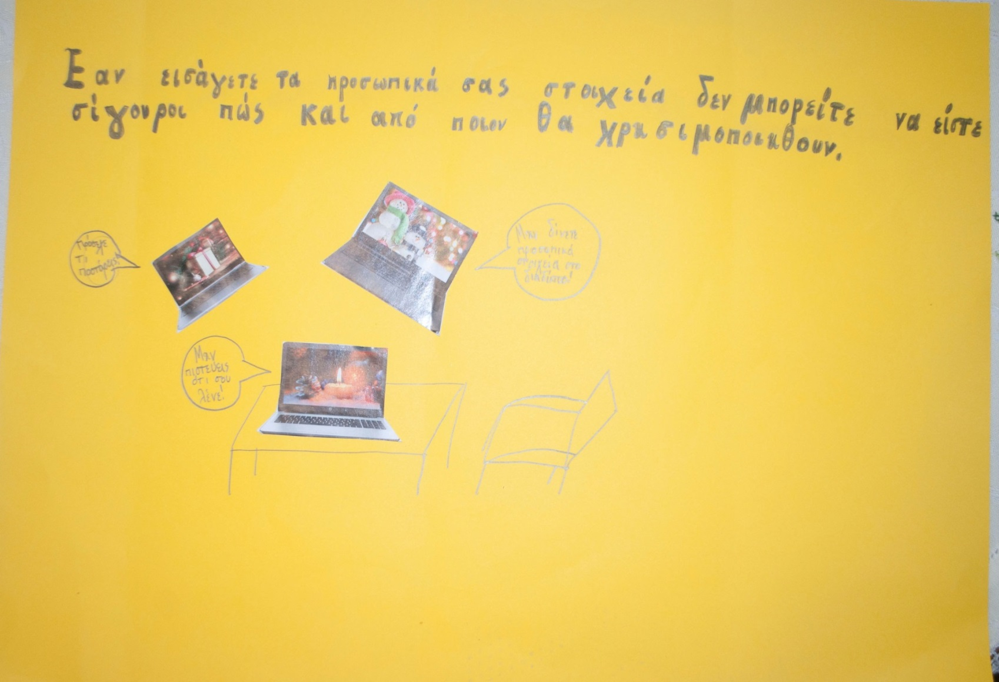 Εαν εισάγετε τα προσωπικά σας στοιχεία δεν μπορείτε να είστε
σίγουροι πώς και από ποιον θα χρησιμοποιηθουν.
Πρόσεχε
τι
ποστάρεις!
Μην δίνετε
προσωπικά
στοιχεία στο
διαδίκτυο!
Μην
πιστεύεις
ότι σου
λένε!